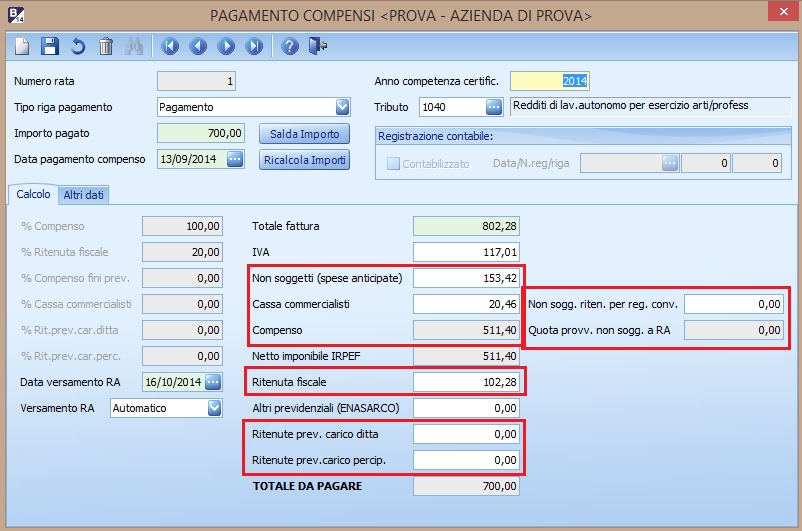 B
14
PAGAMENTO COMPENSI <PROVA - AZIENDA DI PROVA>
Numero rata 1
Anno competenza certific. 2014
Tipo riga pagamento Pagamento
Tributo 1040 ... Redditi di lav.autonomo per esercizio arti/profess
Importo pagato 700,00 Salda Importo
Registrazione contabile:
Data pagamento compenso 13/09/2014 ... Ricalcola Importi
Contabilizzato Data/N.reg/riga ... 0 0
Calcolo Altri dati
% Compenso 100,00 Totale fattura 802,28
% Ritenuta fiscale 20,00 IVA 117,01
% Compenso fini prev. 0,00 Non soggetti (spese anticipate) 153,42
% Cassa commercialisti 0,00 Cassa commercialisti 20,46 Non sogg. riten. per reg. conv. 0,00
% Rit.prev.car.ditta 0,00 Compenso 511,40 Quota provv. non sogg. a RA 0,00
% Rit.prev.car.perc. 0,00 Netto imponibile IRPEF 511,40
Data versamento RA 16/10/2014 ... Ritenuta fiscale 102,28
Versamento RA Automatico Altri previdenziali (ENASARCO) 0,00
Ritenute prev. carico ditta 0,00
Ritenute prev.carico percip. 0,00
TOTALE DA PAGARE 700,00